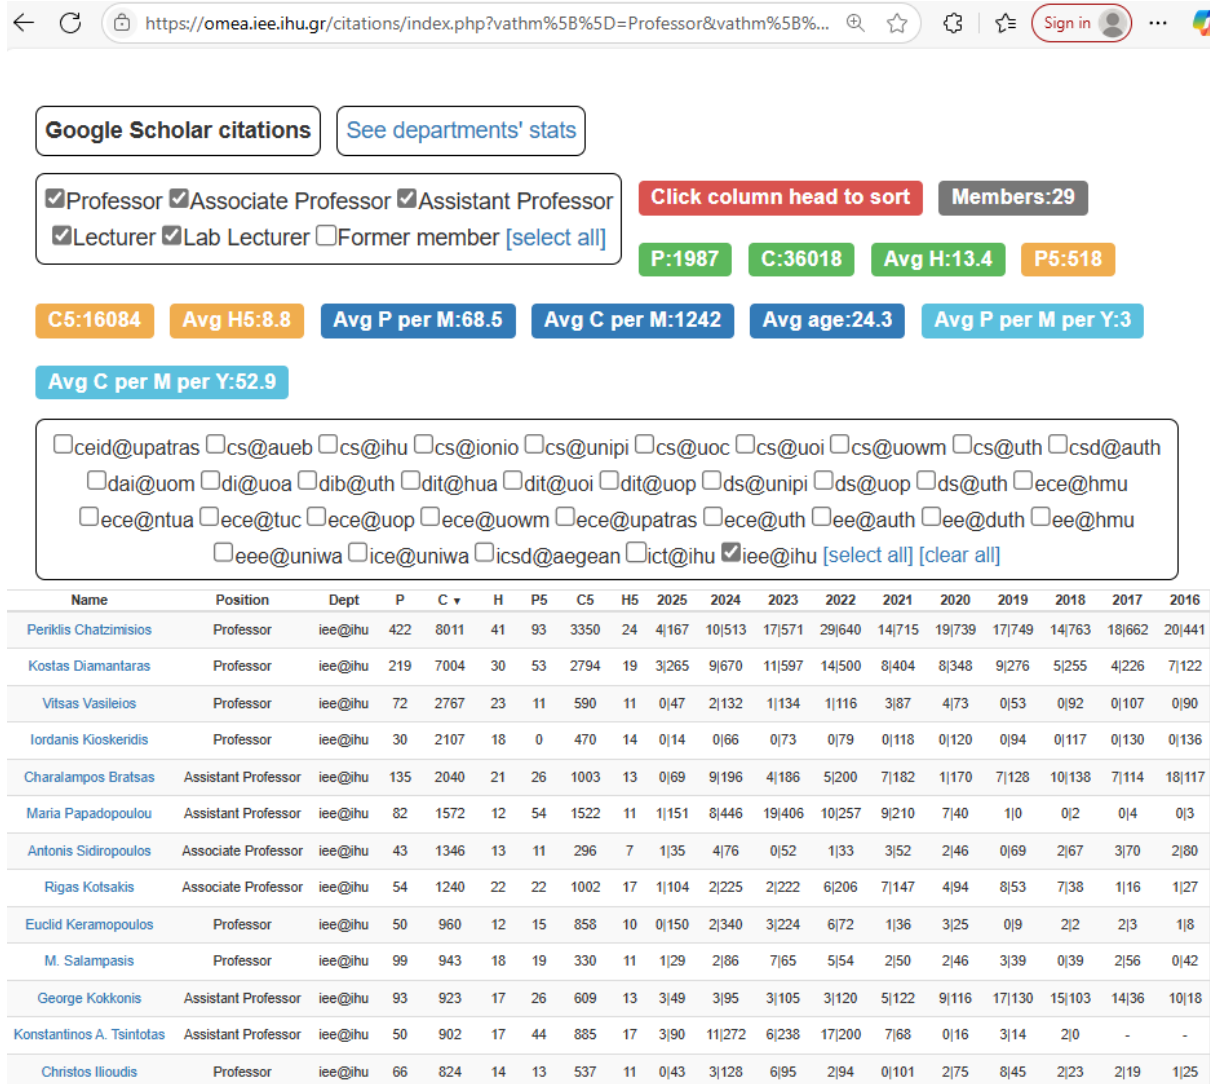 https://omea.iee.ihu.gr/citations/index.php?vathm%5B%5D=Professor&vathm%5B%... Sign in ...
Google Scholar citations See departments' stats
Professor Associate Professor Assistant Professor Click column head to sort Members:29
Lecturer Lab Lecturer Former member [select all]
P:1987 C:36018 Avg H:13.4 P5:518
C5:16084 Avg H5:8.8 Avg P per M:68.5 Avg C per M:1242 Avg age:24.3 Avg P per M per Y:3
Avg C per M per Y:52.9
ceid@upatras cs@aueb cs@ihu cs@ionio cs@unipi cs@uoc cs@uoi cs@uowm cs@uth csd@auth
dai@uom di@uoa dib@uth dit@hua dit@uoi dit@uop ds@unipi ds@uop ds@uth ece@hmu
ece@ntua ece@tuc ece@uop ece@uowm ece@upatras ece@uth ee@auth ee@duth ee@hmu
eee@uniwa ice@uniwa icsd@aegean ict@ihu iee@ihu [select all] [clear all]
Name Position Dept P C ▼ H P5 C5 H5 2025 2024 2023 2022 2021 2020 2019 2018 2017 2016
Periklis Chatzimisios Professor iee@ihu 422 8011 41 93 3350 24 4|167 10|513 17|571 29|640 14|715 19|739 17|749 14|763 18|662 20|441
Kostas Diamantaras Professor iee@ihu 219 7004 30 53 2794 19 3|265 9|670 11|597 14|500 8|404 8|348 9|276 5|255 4|226 7|122
Vitsas Vasileios Professor iee@ihu 72 2767 23 11 590 11 0|47 2|132 1|134 1|116 3|87 4|73 0|53 0|92 0|107 0|90
Iordanis Kioskeridis Professor iee@ihu 30 2107 18 0 470 14 0|14 0|66 0|73 0|79 0|118 0|120 0|94 0|117 0|130 0|136
Charalampos Bratsas Assistant Professor iee@ihu 135 2040 21 26 1003 13 0|69 9|196 4|186 5|200 7|182 1|170 7|128 10|138 7|114 18|117
Maria Papadopoulou Assistant Professor iee@ihu 82 1572 12 54 1522 11 1|151 8|446 19|406 10|257 9|210 7|40 1|0 0|2 0|4 0|3
Antonis Sidiropoulos Associate Professor iee@ihu 43 1346 13 11 296 7 1|35 4|76 0|52 1|33 3|52 2|46 0|69 2|67 3|70 2|80
Rigas Kotsakis Associate Professor iee@ihu 54 1240 22 22 1002 17 1|104 2|225 2|222 6|206 7|147 4|94 8|53 7|38 1|16 1|27
Euclid Keramopoulos Professor iee@ihu 50 960 12 15 858 10 0|150 2|340 3|224 6|72 1|36 3|25 0|9 2|2 2|3 1|8
M. Salampasis Professor iee@ihu 99 943 18 19 330 11 1|29 2|86 7|65 5|54 2|50 2|46 3|39 0|39 2|56 0|42
George Kokkonis Assistant Professor iee@ihu 93 923 17 26 609 13 3|49 3|95 3|105 3|120 5|122 9|116 17|130 15|103 14|36 10|18
Konstantinos A. Tsintotas Assistant Professor iee@ihu 50 902 17 44 885 17 3|90 11|272 6|238 17|200 7|68 0|16 3|14 2|0 - -
Christos Ilioudis Professor iee@ihu 66 824 14 13 537 11 0|43 3|128 6|95 2|94 0|101 2|75 8|45 2|23 2|19 1|25